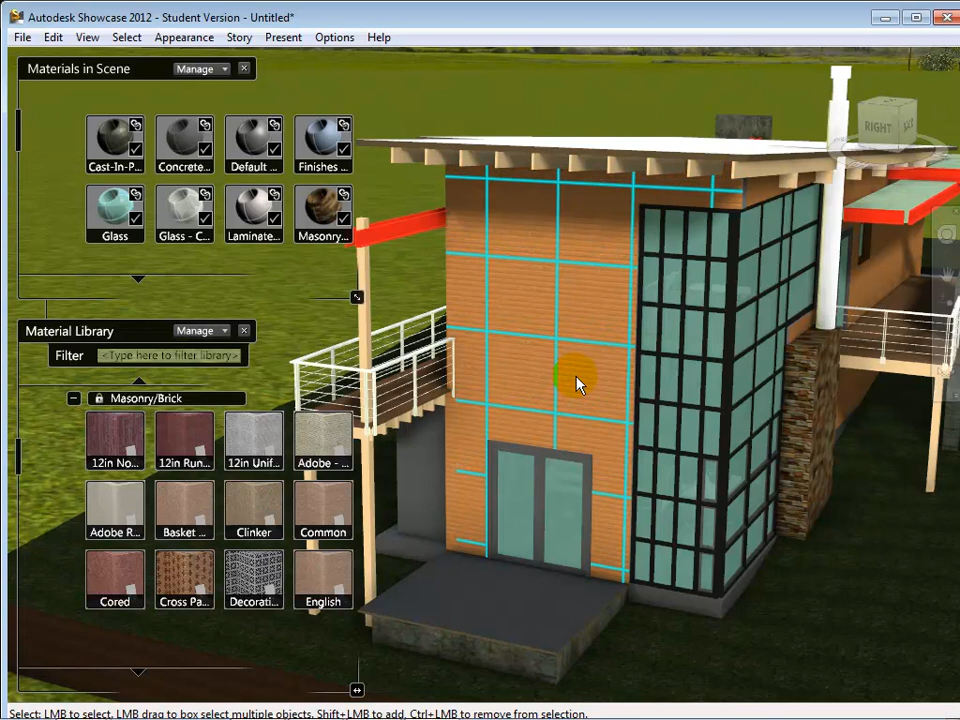 Autodesk Showcase 2012 - Student Version - Untitled*
File Edit View Select Appearance Story Present Options Help
Materials in Scene Manage
Cast-In-P... Concrete... Default ... Finishes ...
Glass Glass - C... Laminate... Masonry...
Material Library Manage
Filter <Type here to filter library>
Masonry/Brick
12in No... 12in Run... 12in Unif... Adobe - ...
Adobe R... Basket ... Clinker Common
Cored Cross Pa... Decorati... English
RIGHT
Select: LMB to select. LMB drag to box select multiple objects. Shift+LMB to add, Ctrl+LMB to remove from selection.